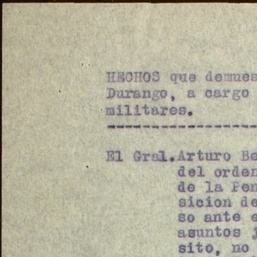 HECHOS que demues
Durango, a cargo
militares.
El Gral.Arturo Be
del orden
de la Pen
sicion de
so ante e
asuntos j
sito, no